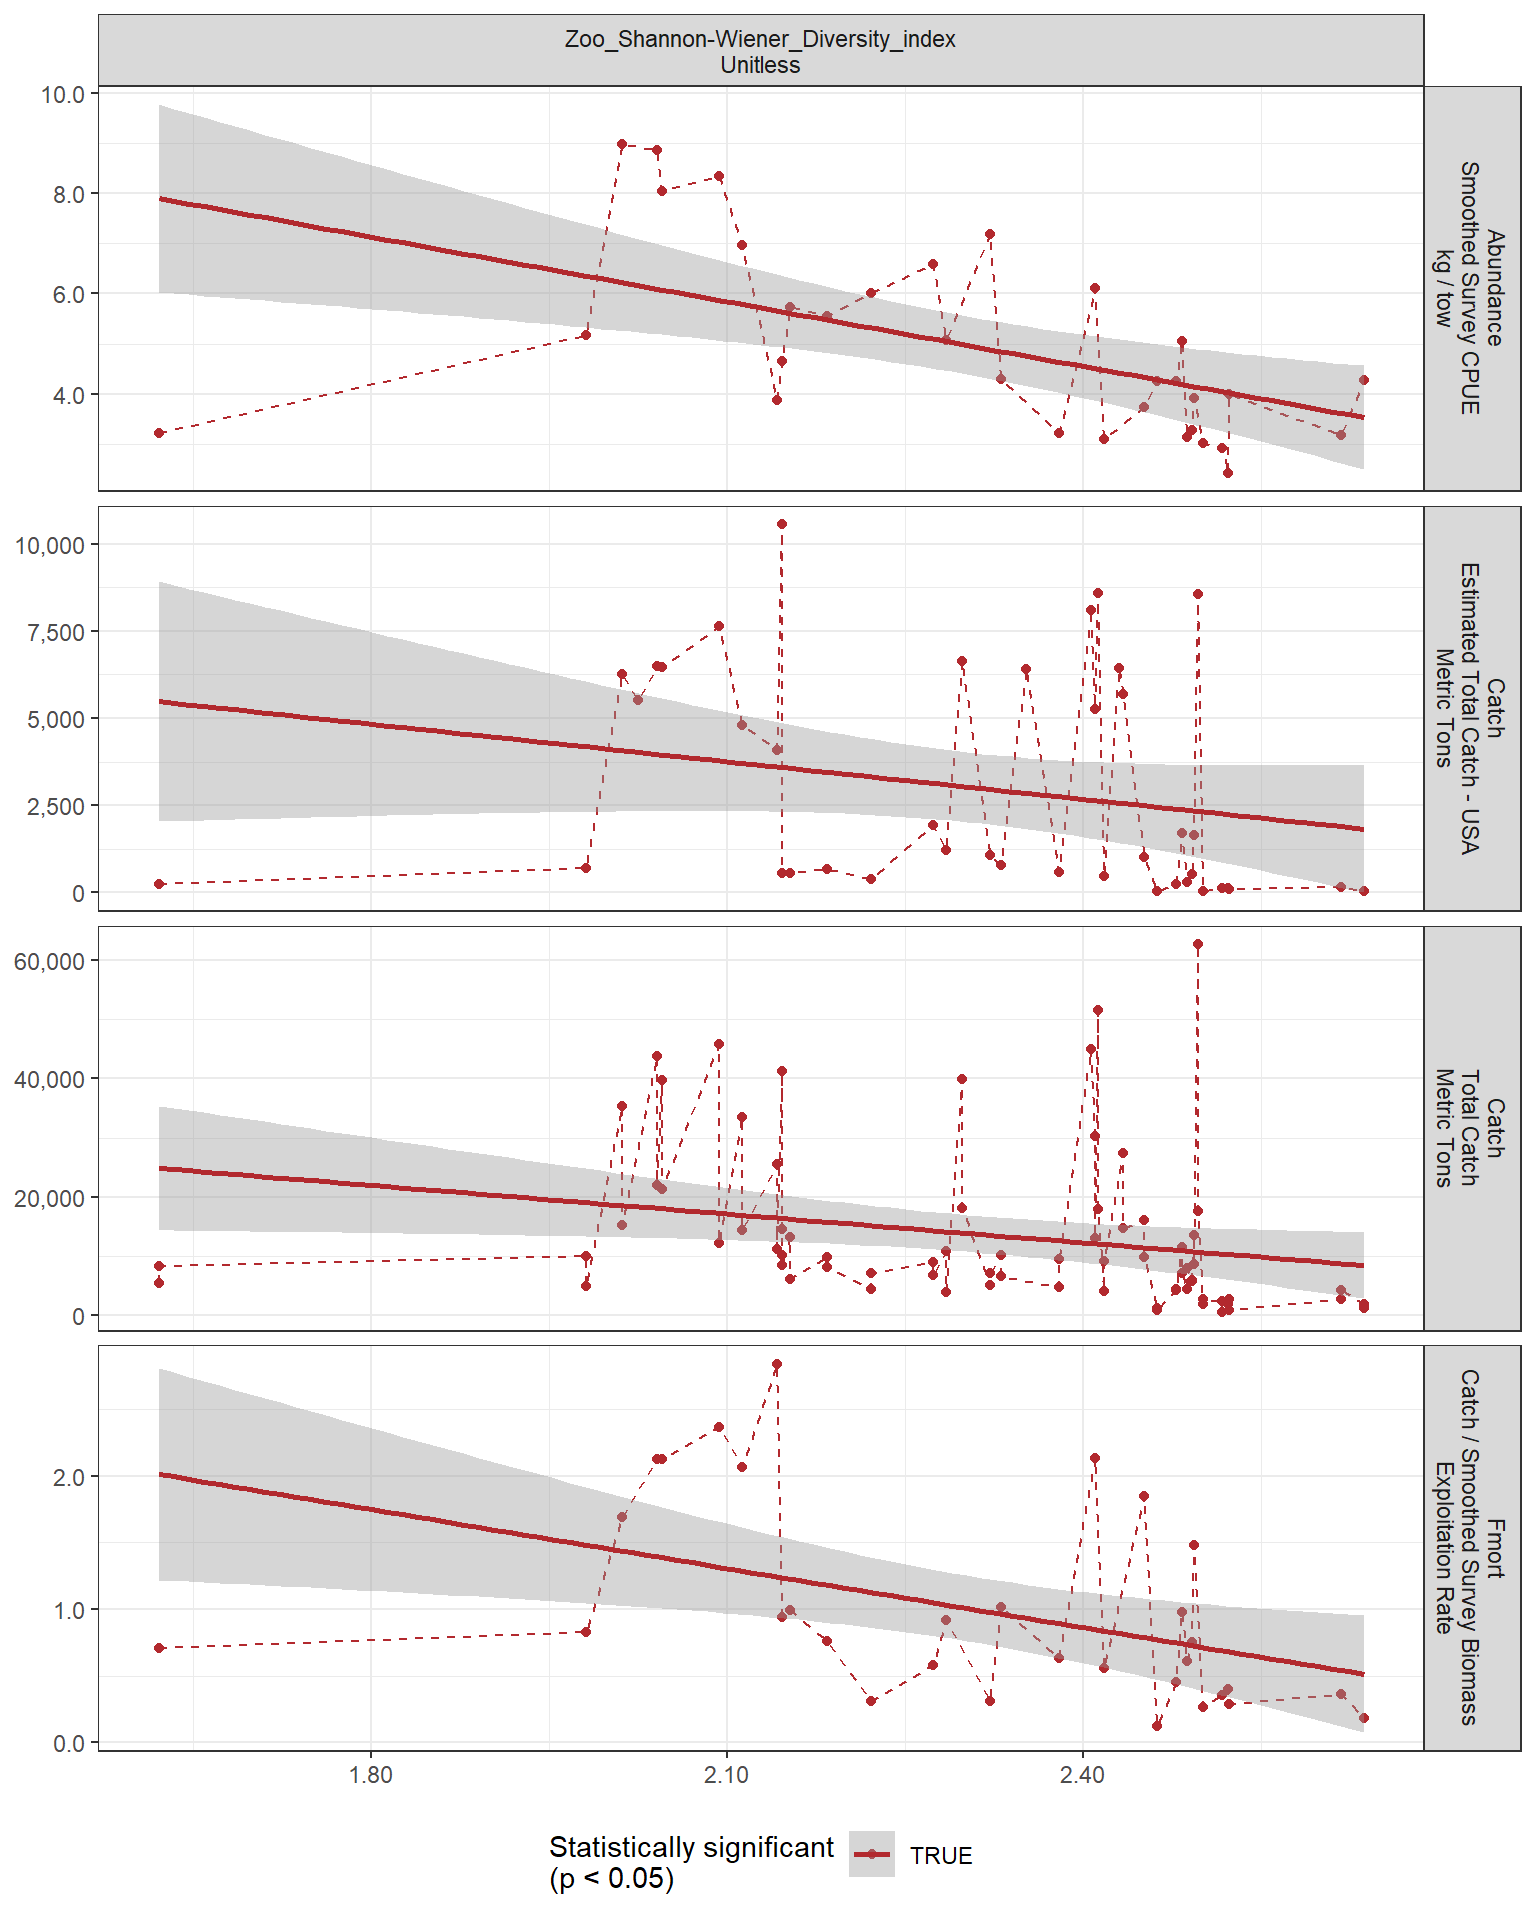 Zoo_Shannon-Wiener_Diversity_index
Unitless
10.0
8.0
6.0
4.0
Abundance
Smoothed Survey CPUE
kg / tow
10,000
7,500
5,000
2,500
0
Catch
Estimated Total Catch - USA
Metric Tons
60,000
40,000
20,000
0
Catch
Total Catch
Metric Tons
2.0
1.0
0.0
Fmort
Catch / Smoothed Survey Biomass
Exploitation Rate
1.80
2.10
2.40
Statistically significant
(p < 0.05)
TRUE